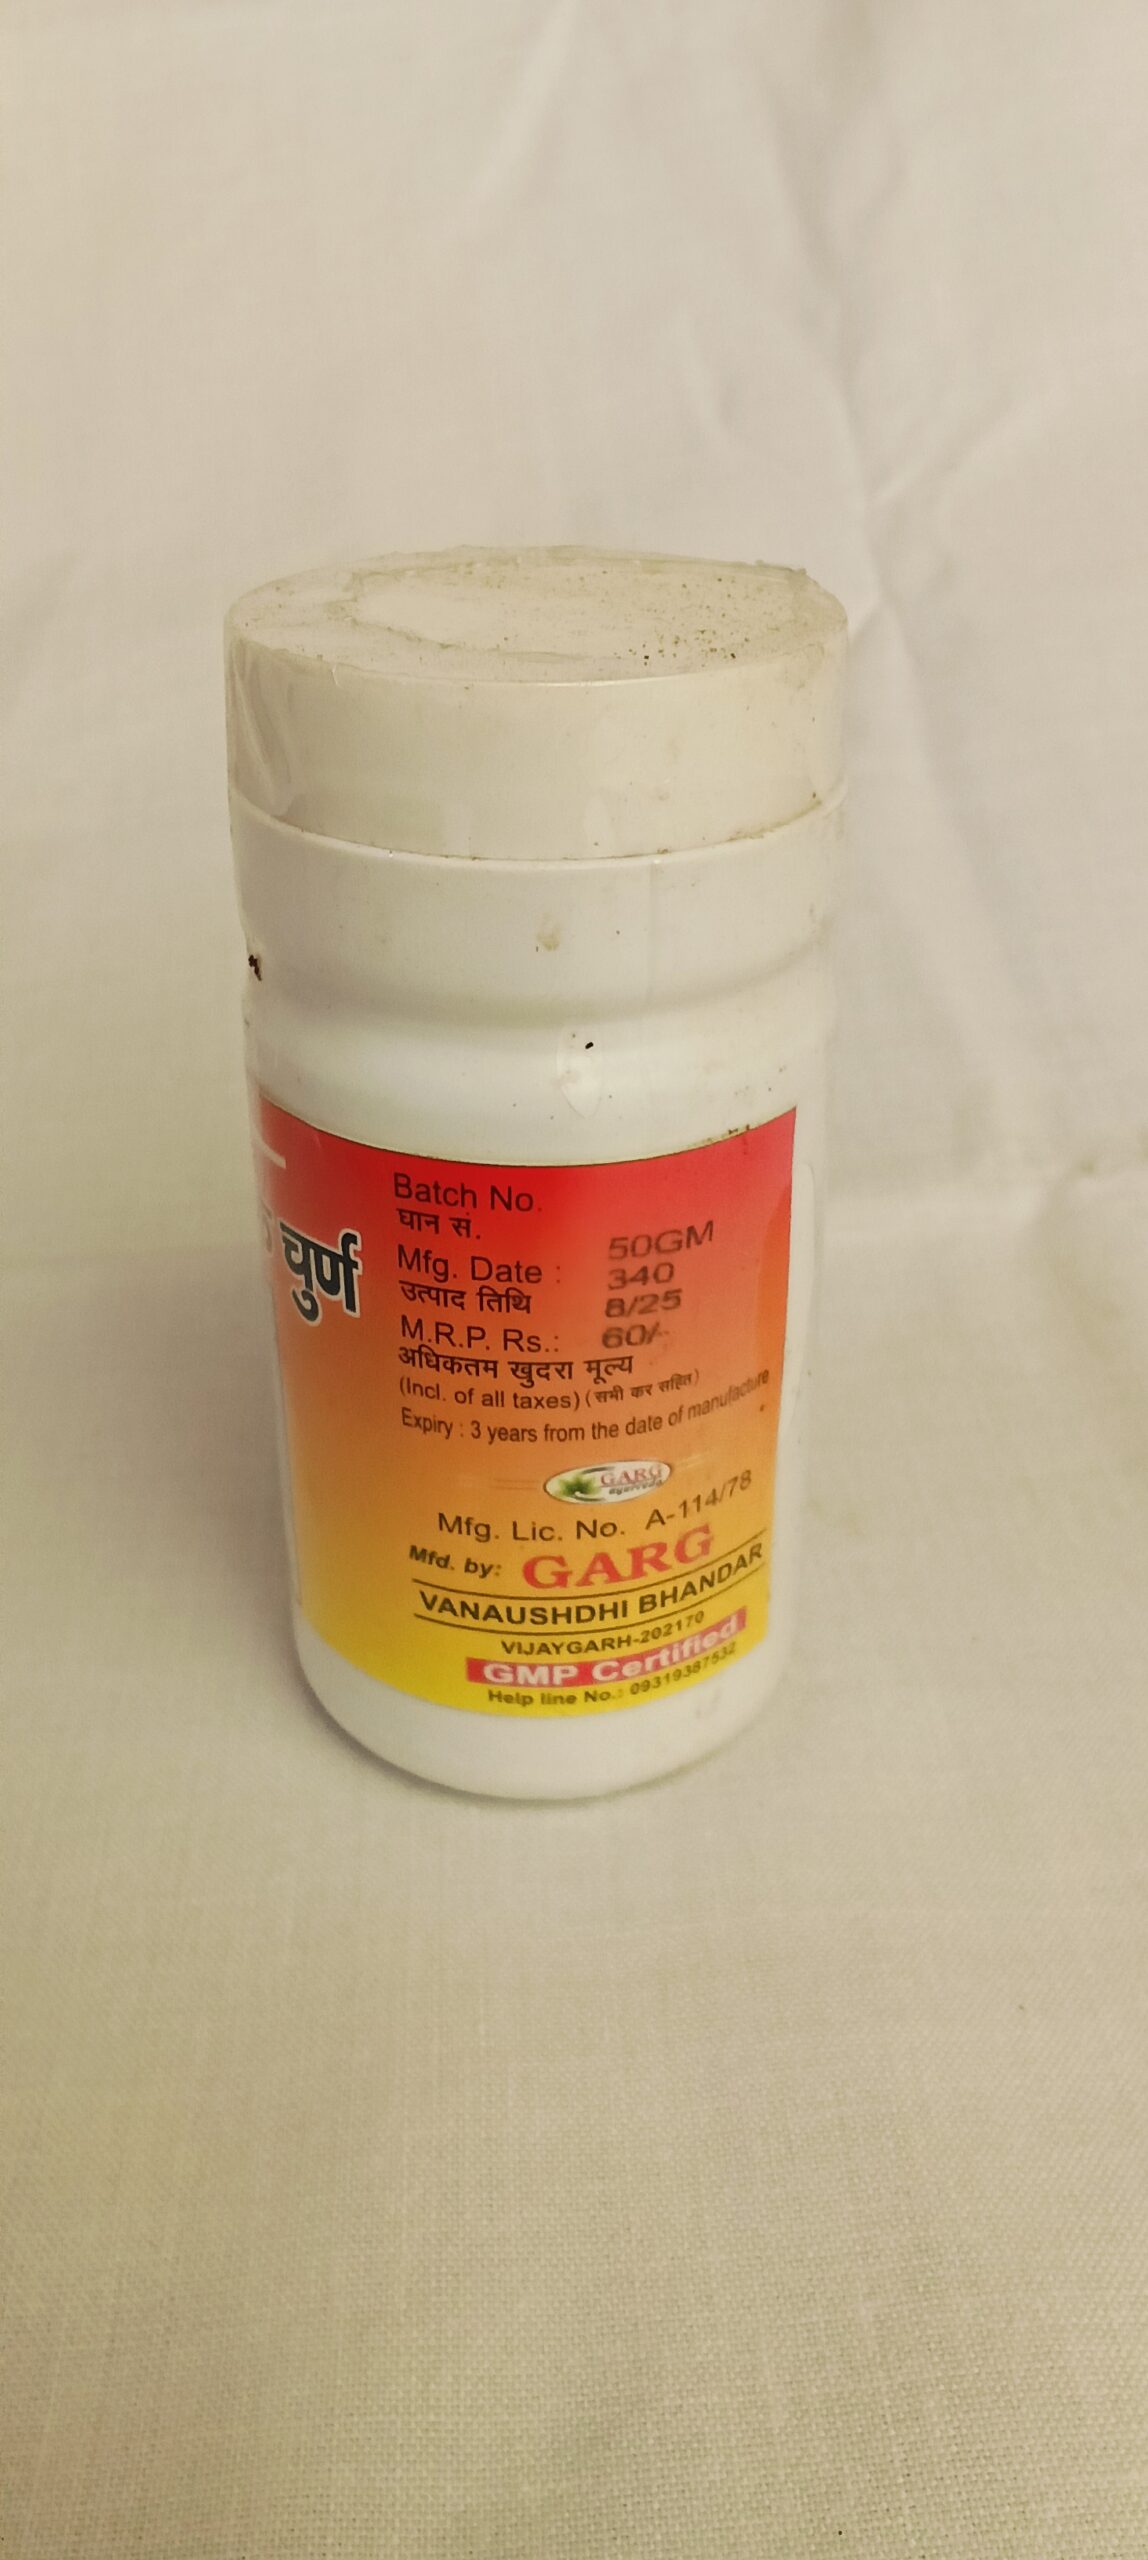 चुर्ण
Batch No.
घान सं.
50GM
Mfg. Date : 340
उत्पाद तिथि 8/25
M.R.P. Rs.: 60/-
अधिकतम खुदरा मूल्य
(Incl. of all taxes) (सभी कर सहित)
Expiry : 3 years from the date of manufacture
GARG
ayurveda
Mfg. Lic. No. A-114/78
Mfd. by: GARG
VANAUSHDHI BHANDAR
VIJAYGARH-202170
GMP Certified
Help line No.: 09319387532